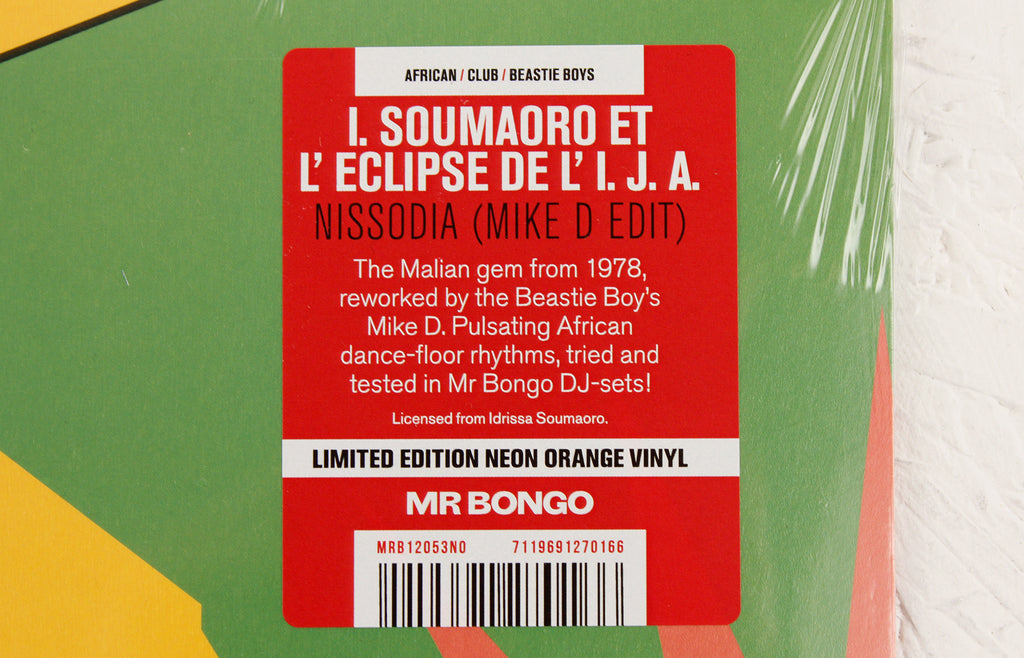 AFRICAN / CLUB / BEASTIE BOYS
I. SOUMAORO ET
L' ECLIPSE DE L' I. J. A.
NISSODIA (MIKE D EDIT)
The Malian gem from 1978,
reworked by the Beastie Boy's
Mike D. Pulsating African
dance-floor rhythms, tried and
tested in Mr Bongo DJ-sets!
Licensed from Idrissa Soumaoro.
LIMITED EDITION NEON ORANGE VINYL
MR BONGO
MRB12053NO 7119691270166